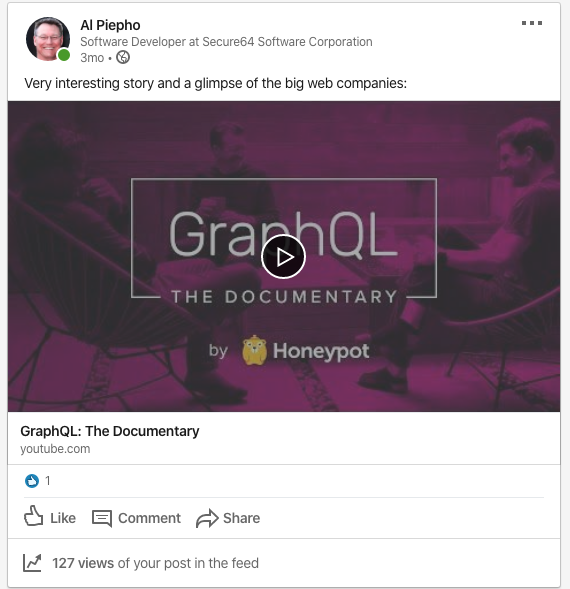 Al Piepho
Software Developer at Secure64 Software Corporation
3mo •
Very interesting story and a glimpse of the big web companies:
GraphQL
THE DOCUMENTARY
by Honeypot
GraphQL: The Documentary
youtube.com
1
Like Comment Share
127 views of your post in the feed